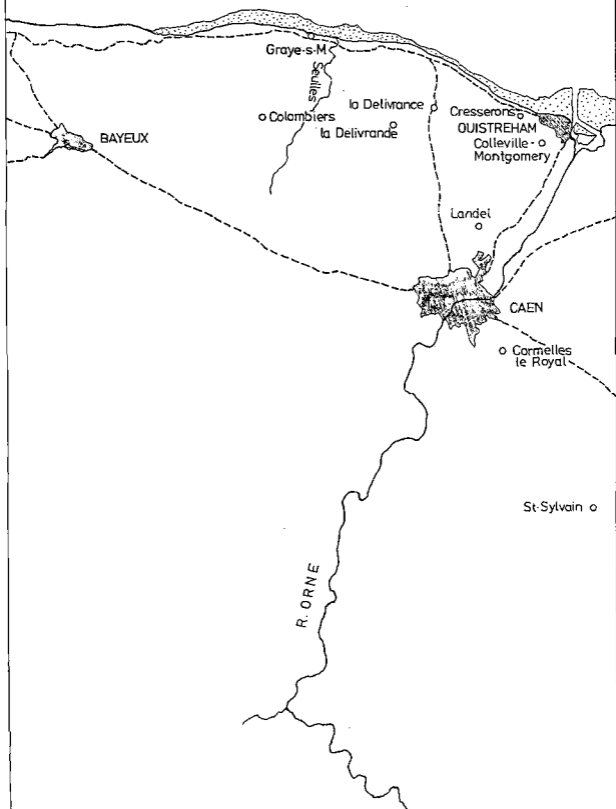 Graye-s-M
Seulles
Colombiers
la Delivrance
la Delivrande
Cresserons
OUISTREHAM
Colleville-
Montgomery
BAYEUX
Landel
CAEN
Cormelles
le Royal
St-Sylvain
R. ORNE